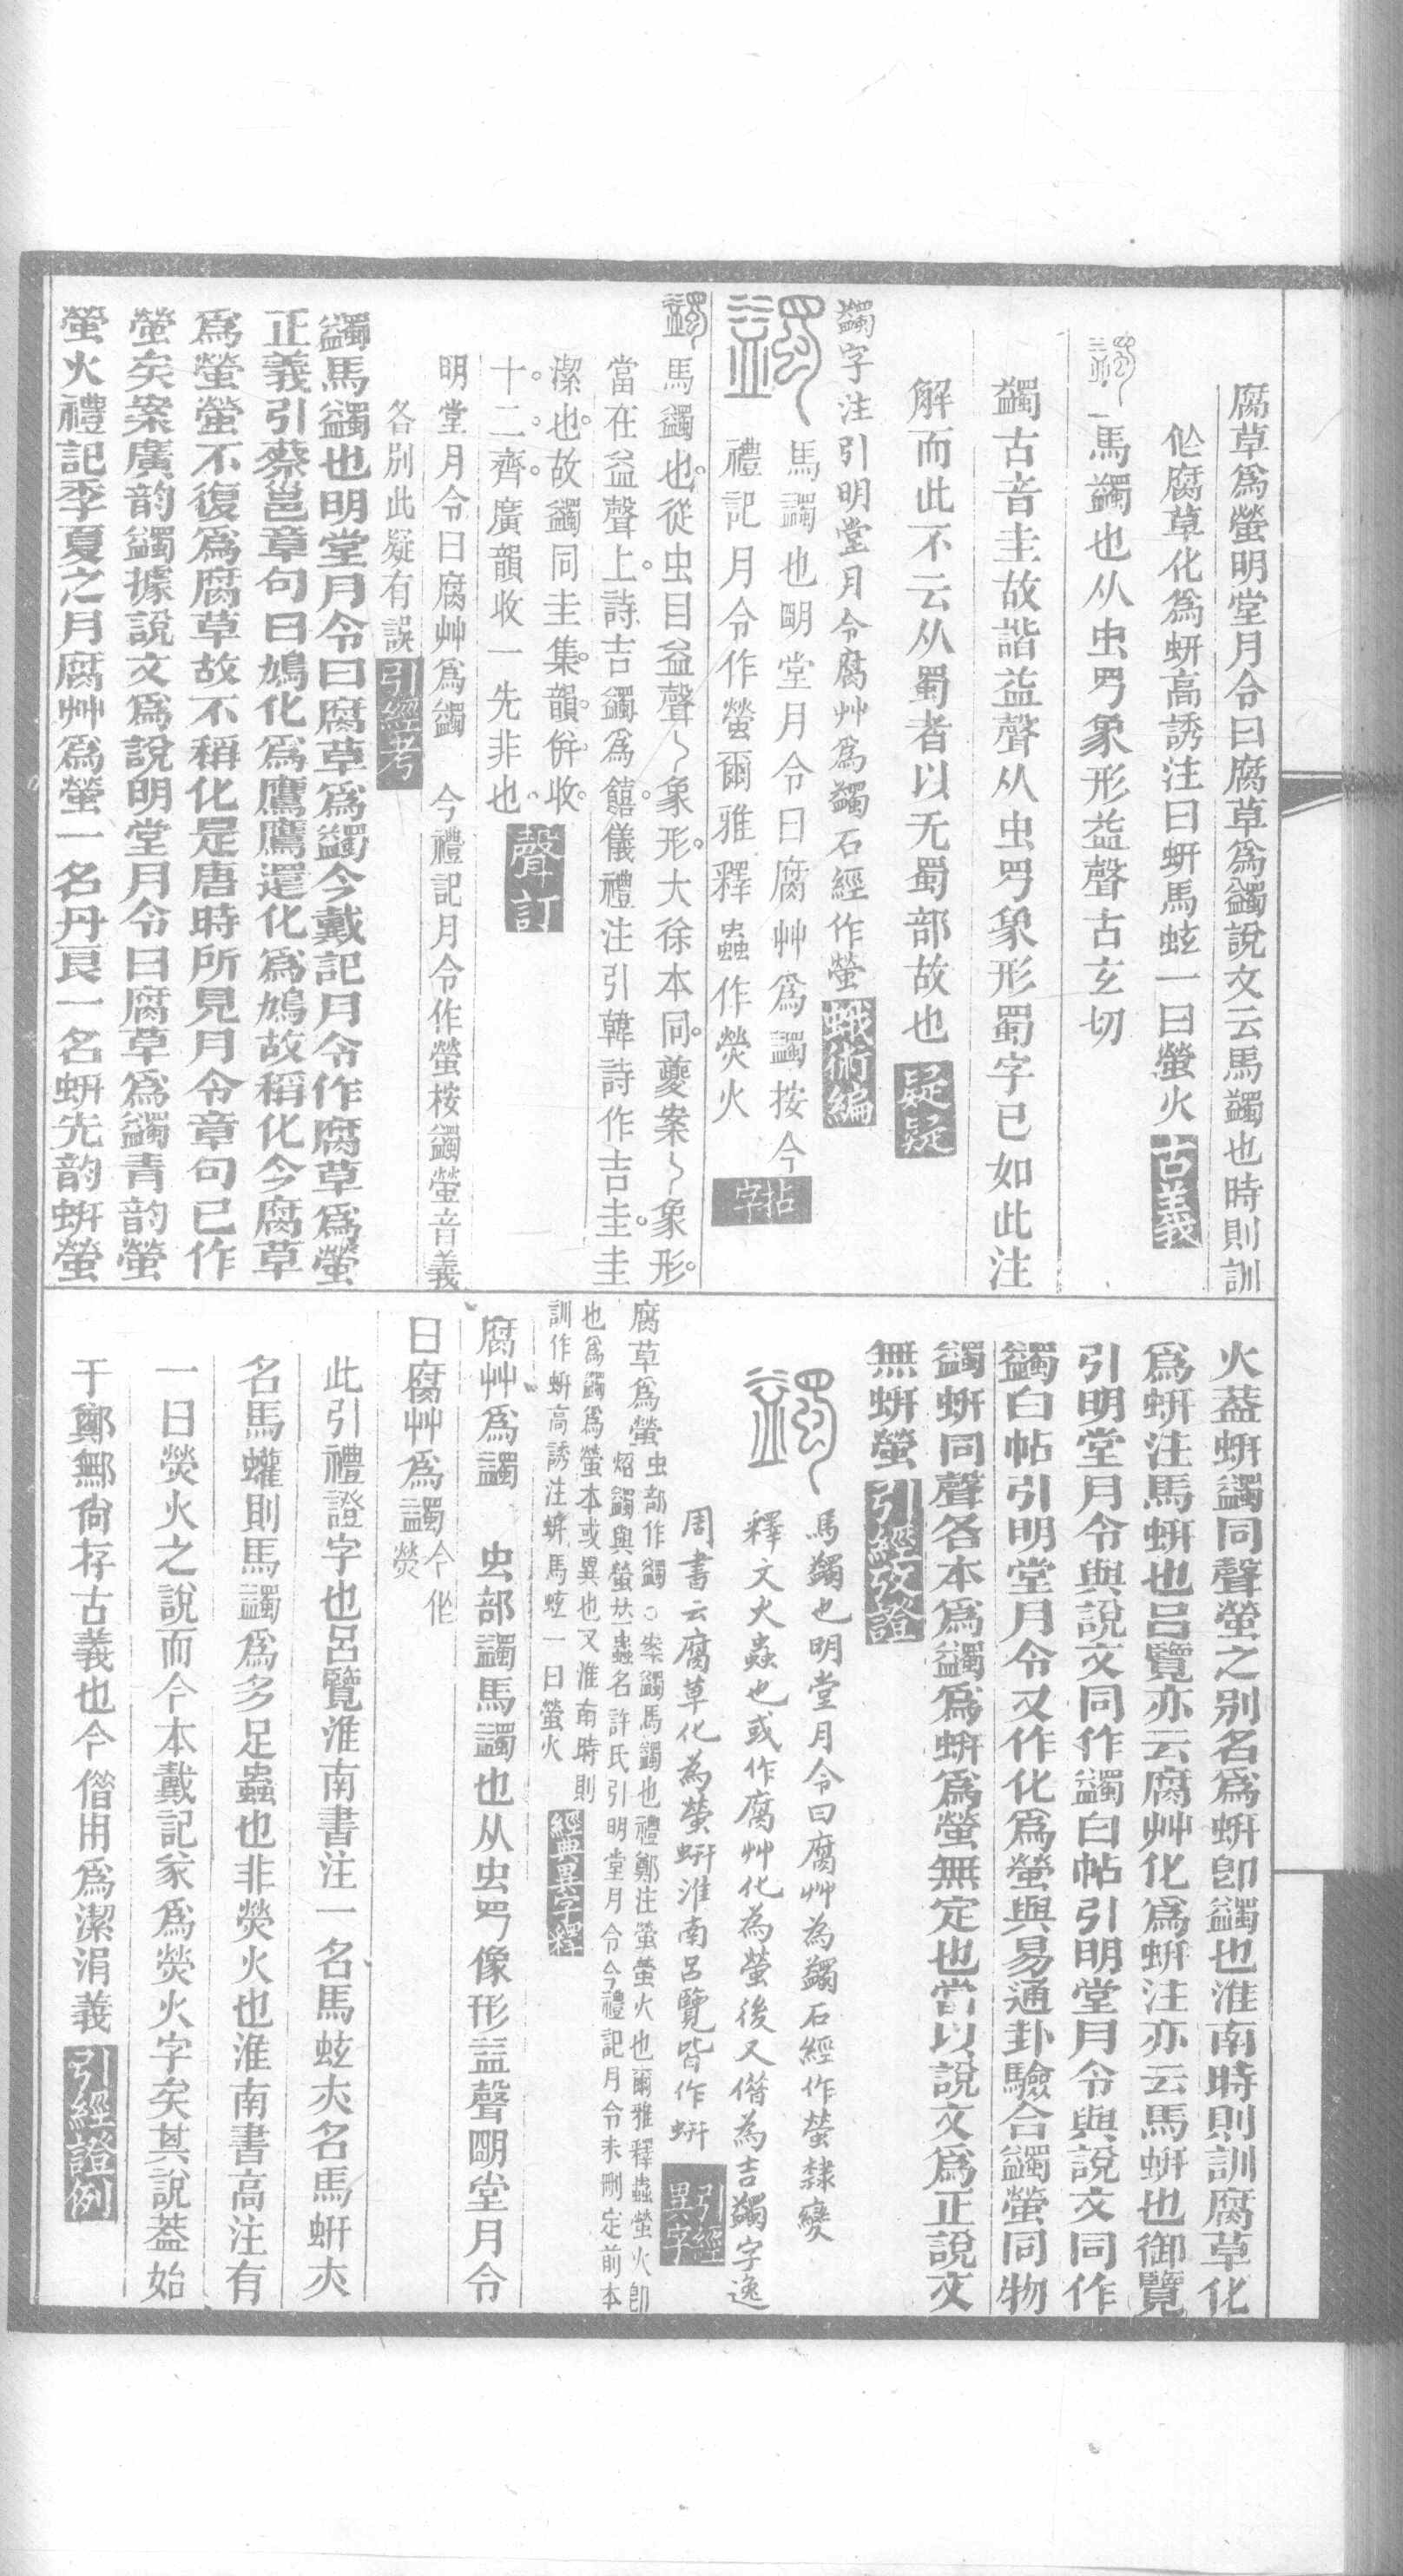 腐草爲螢明堂月令曰腐草爲蠲說文云馬蠲也時則訓
㑅腐草化爲蚈高誘注曰蚈馬蚿一曰螢火古義
馬蠲也从虫𦊁象形益聲古玄切
蠲古音圭故諧益聲从虫𦊁象形蜀字已如此注
解而此不云从蜀者以无蜀部故也疑疑
蠲字注引明堂月令腐艸爲蠲石經作螢蛾術編
蠲
馬蠲也朙堂月令曰腐艸爲蠲按今
禮記月令作螢爾雅釋蟲作熒火拈字
蠲馬蠲也從虫目益聲㇏象形大徐本同夔案㇏象形
當在益聲上詩吉蠲爲饎儀禮注引韓詩作吉圭圭
潔也故蠲同圭集韻併收
十二齊廣韻收一先非也聲訂
明堂月令曰腐艸爲蠲 今禮記月令作螢桉蠲螢音義
各別此疑有誤引經考
蠲馬蠲也明堂月令曰腐草爲蠲今戴記月令作腐草爲螢
正義引蔡邕章句曰鳩化爲鷹鷹還化爲鳩故稱化今腐草
爲螢螢不復爲腐草故不稱化是唐時所見月令章句已作
螢矣案廣韵蠲據說文爲說明堂月令曰腐草爲蠲青韵螢
螢火禮記季夏之月腐艸爲螢一名丹良一名蚈先韵蚈螢
火葢蚈蠲同聲螢之別名爲蚈卽蠲也淮南時則訓腐草化
爲蚈注馬蚈也吕覽亦云腐艸化爲蚈注亦云馬蚈也御覽
引明堂月令與說文同作蠲白帖引明堂月令與說文同作
蠲白帖引明堂月令又作化爲螢與易通卦驗合蠲螢同物
蠲蚈同聲各本爲蠲爲蚈爲螢無定也當以說文爲正說文
無蚈螢引經攷證
蠲
馬蠲也明堂月令曰腐艸為蠲石經作螢隸變
釋文火蟲也或作腐艸化為螢後又僭為吉蠲字逸
周書云腐草化為螢蚈淮南呂覽皆作蚈引經異字
腐草爲螢虫部作蠲○案蠲馬蠲也禮鄭注螢螢火也爾雅釋蟲螢火卽
炤蠲與螢蓋蟲名許氏引明堂月令今禮記月令未刪定前本
也爲蠲爲螢本或異也又淮南時則
訓作蚈高誘注蚈馬蚿一曰螢火經典異字釋
腐艸爲蠲 虫部蠲馬蠲也从虫𦊁像形益聲朙堂月令
曰腐艸爲蠲今㑅熒
此引禮證字也呂覽淮南書注一名馬蚿夶名馬蚈夶
名馬蠸則馬蠲爲多足蟲也非熒火也淮南書高注有
一曰熒火之說而今本戴記家爲熒火字矣其說葢始
于鄭鄦尙存古義也今僭用爲潔涓義引經證例